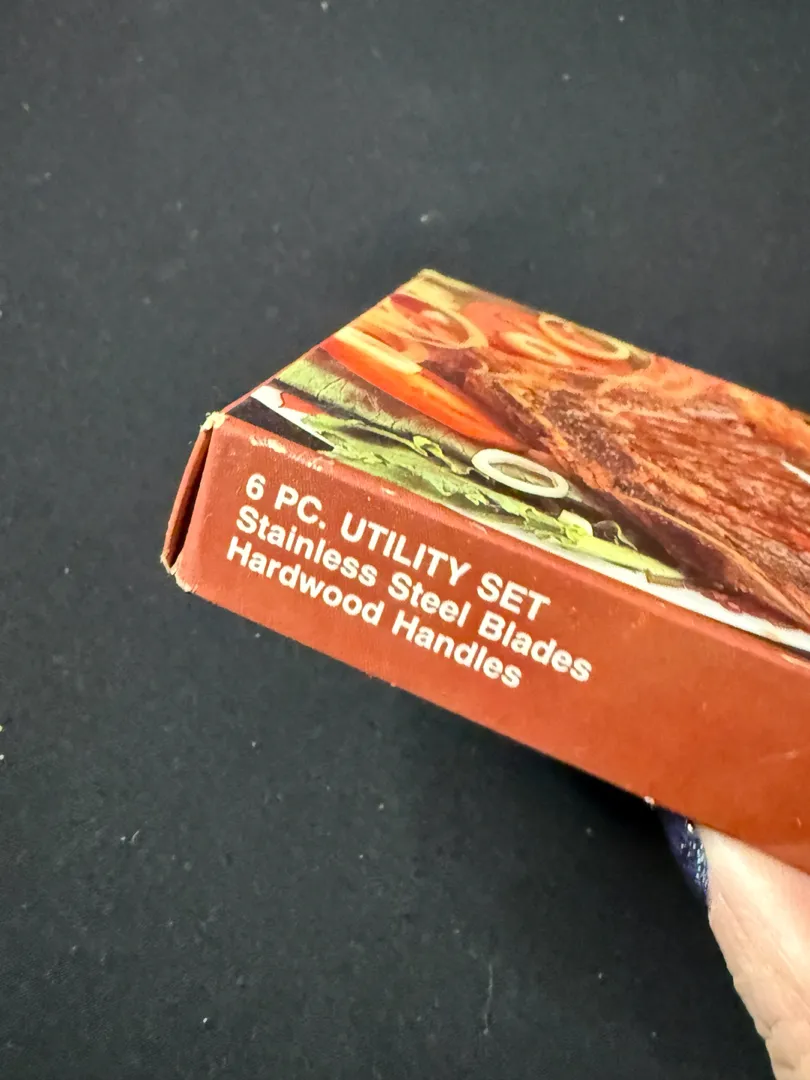 6 PC. UTILITY SET
Stainless Steel Blades
Hardwood Handles